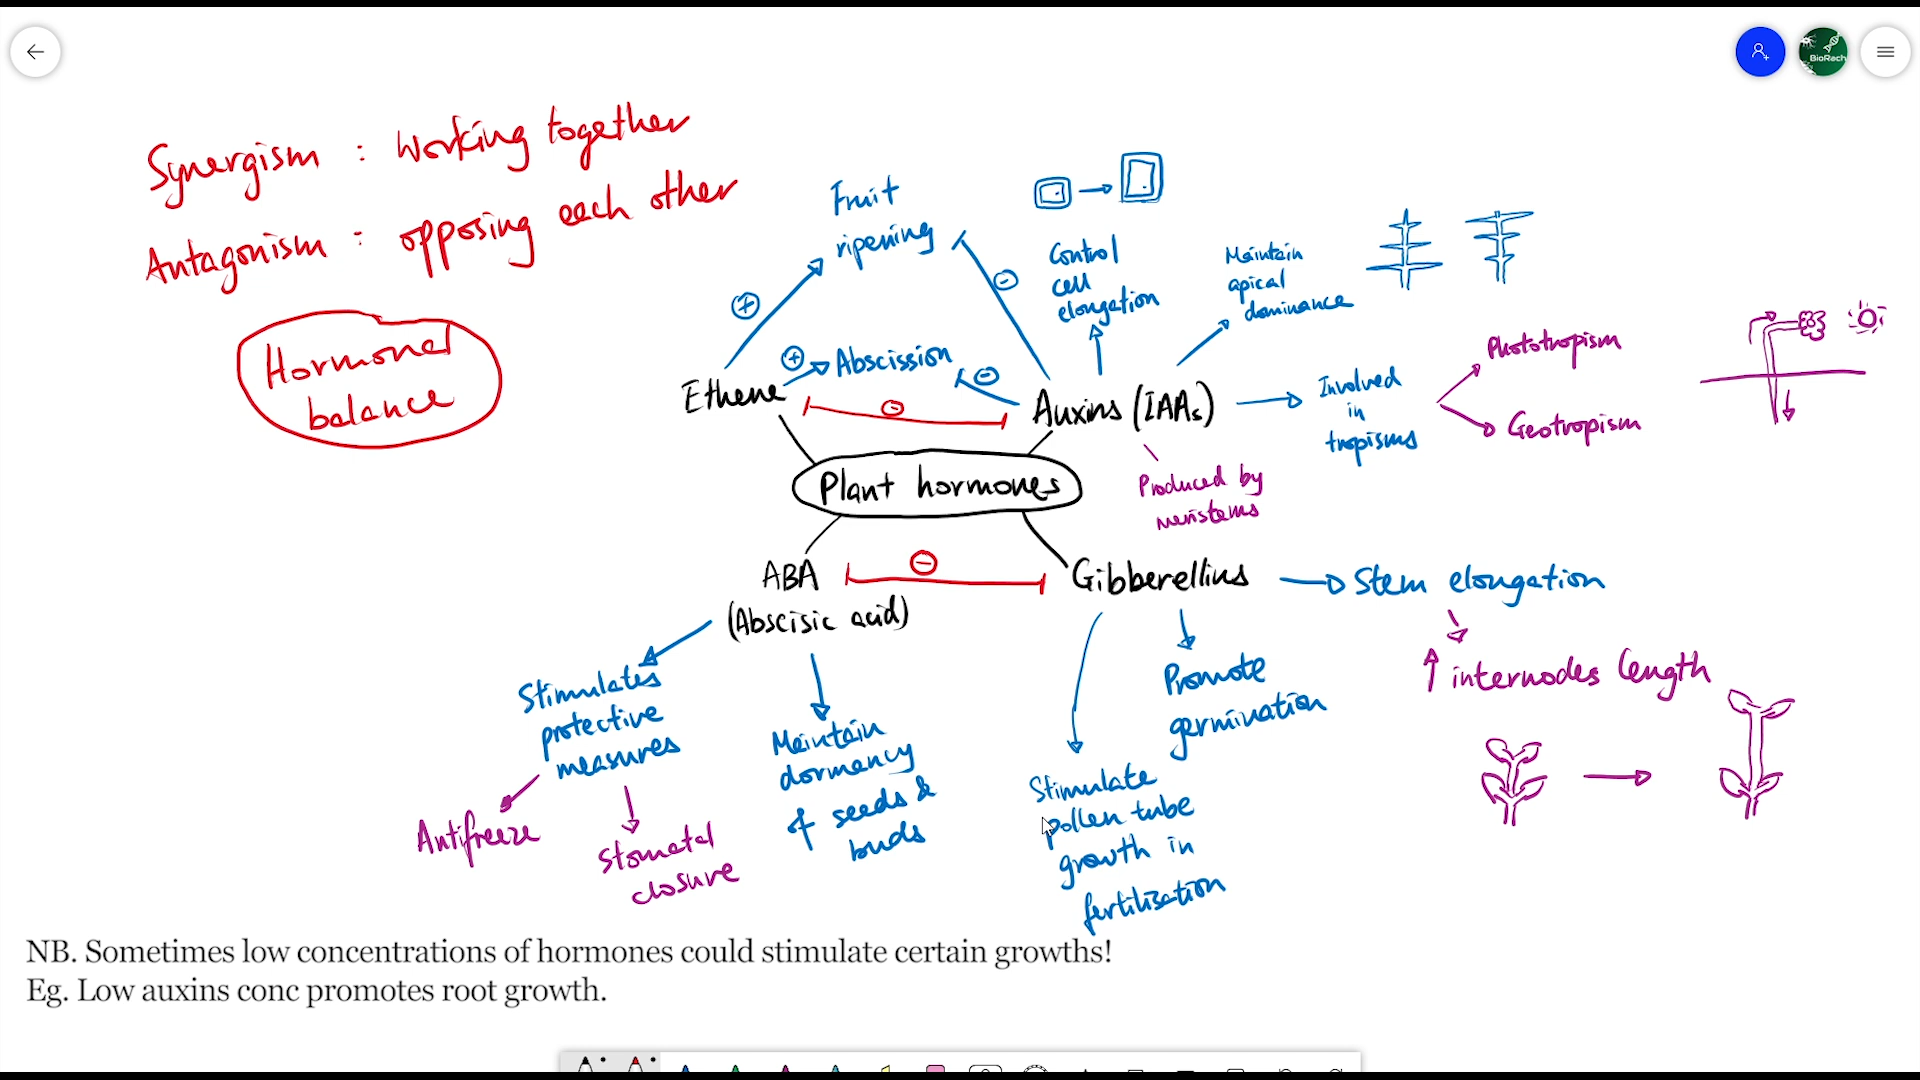 BioRach
Synergism : Working together
Antagonism : opposing each other
Hormonal
balance
Fruit
ripening
+
-
Control
cell
elongation
Maintain
apical
dominance
+
Abscission
-
Ethene
-
Auxins (IAAs)
Involved
in
tropisms
Phototropism
Geotropism
Plant hormones
Produced by
meristems
ABA
(Abscisic acid)
-
Gibberellins
Stem elongation
↑ internodes length
Stimulates
protective
measures
Antifreeze
Stomatal
closure
Maintain
dormancy
of seeds &
buds
Stimulate
pollen tube
growth in
fertilisation
Promote
germination
NB. Sometimes low concentrations of hormones could stimulate certain growths!
Eg. Low auxins conc promotes root growth.